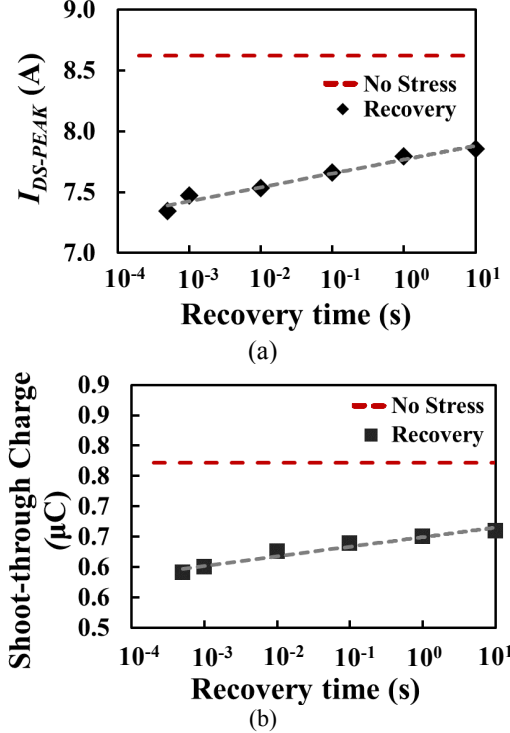 9.0
8.5
8.0
7.5
7.0
I_DS-PEAK (A)
No Stress
Recovery
10⁻⁴ 10⁻³ 10⁻² 10⁻¹ 10⁰ 10¹
Recovery time (s)
(a)
0.9
0.9
0.8
0.8
0.7
0.7
0.6
0.6
0.5
Shoot-through Charge
(µC)
No Stress
Recovery
10⁻⁴ 10⁻³ 10⁻² 10⁻¹ 10⁰ 10¹
Recovery time (s)
(b)